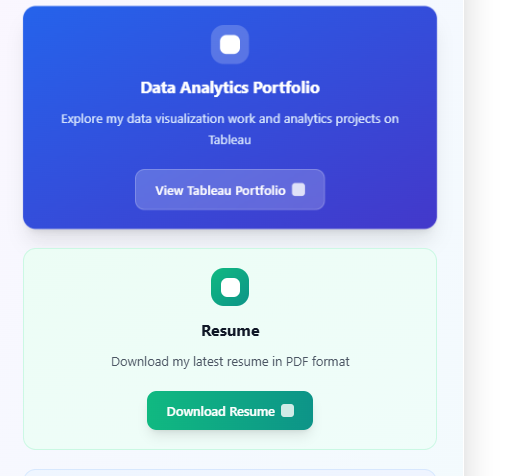 Data Analytics Portfolio
Explore my data visualization work and analytics projects on
Tableau
View Tableau Portfolio
Resume
Download my latest resume in PDF format
Download Resume